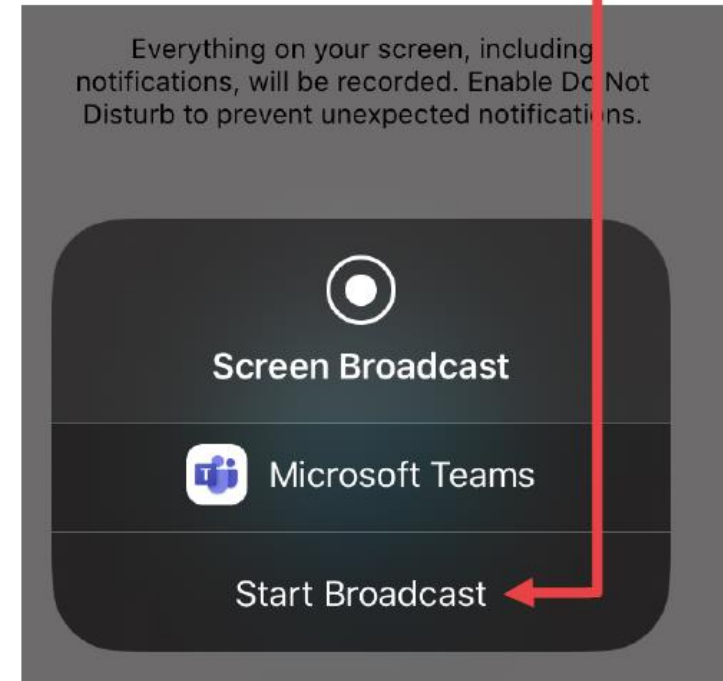 Everything on your screen, including
notifications, will be recorded. Enable Do Not
Disturb to prevent unexpected notifications.
Screen Broadcast
T
Microsoft Teams
Start Broadcast